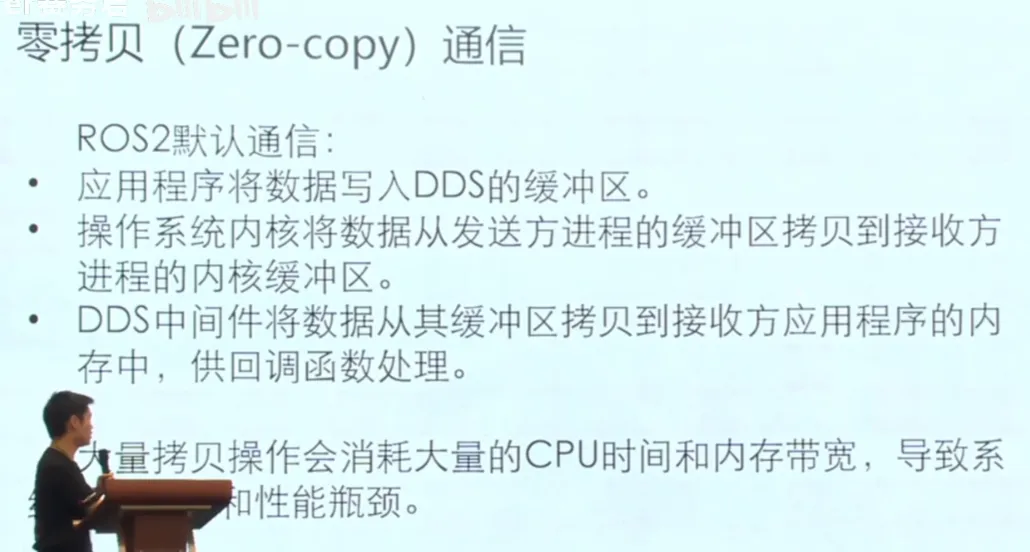 零拷贝（Zero-copy）通信
ROS2默认通信：
• 应用程序将数据写入DDS的缓冲区。
• 操作系统内核将数据从发送方进程的缓冲区拷贝到接收方
进程的内核缓冲区。
• DDS中间件将数据从其缓冲区拷贝到接收方应用程序的内
存中，供回调函数处理。
大量拷贝操作会消耗大量的CPU时间和内存带宽，导致系
和性能瓶颈。